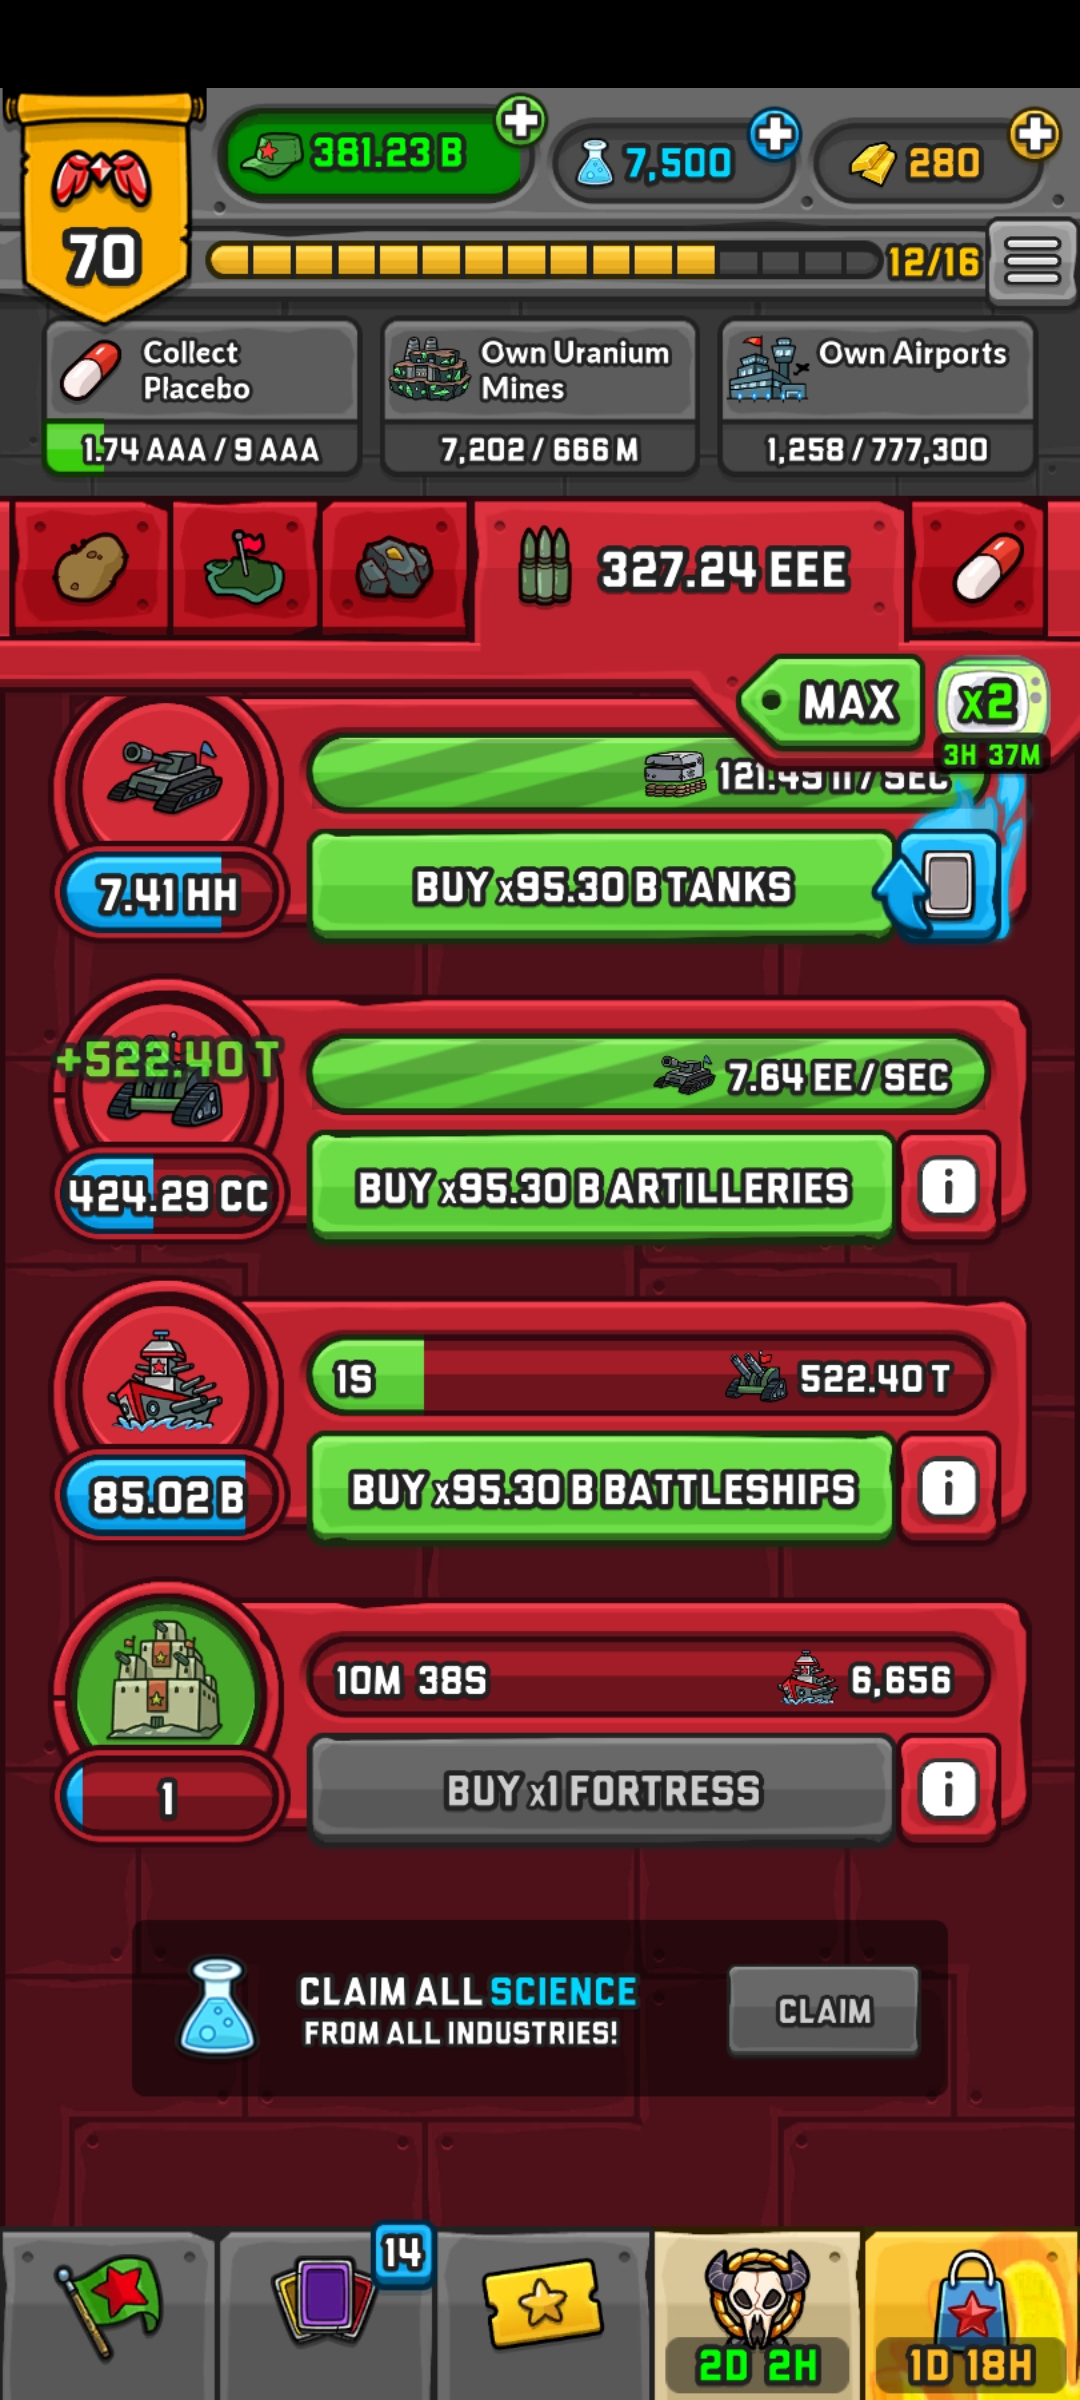 381.23 B
7,500
280
70
12/16
Collect
Placebo
Own Uranium
Mines
Own Airports
1.74 AAA / 9 AAA
7,202 / 666 M
1,258 / 777,300
327.24 EEE
MAX
x2
3H 37M
/ SEC
7.41 HH
BUY x95.30 B TANKS
+522.40 T
7.64 EE / SEC
424.29 CC
BUY x95.30 B ARTILLERIES
i
1S
522.40 T
85.02 B
BUY x95.30 B BATTLESHIPS
i
10M 38S
6,656
1
BUY x1 FORTRESS
i
CLAIM ALL SCIENCE
FROM ALL INDUSTRIES!
CLAIM
14
2D 2H
1D 18H